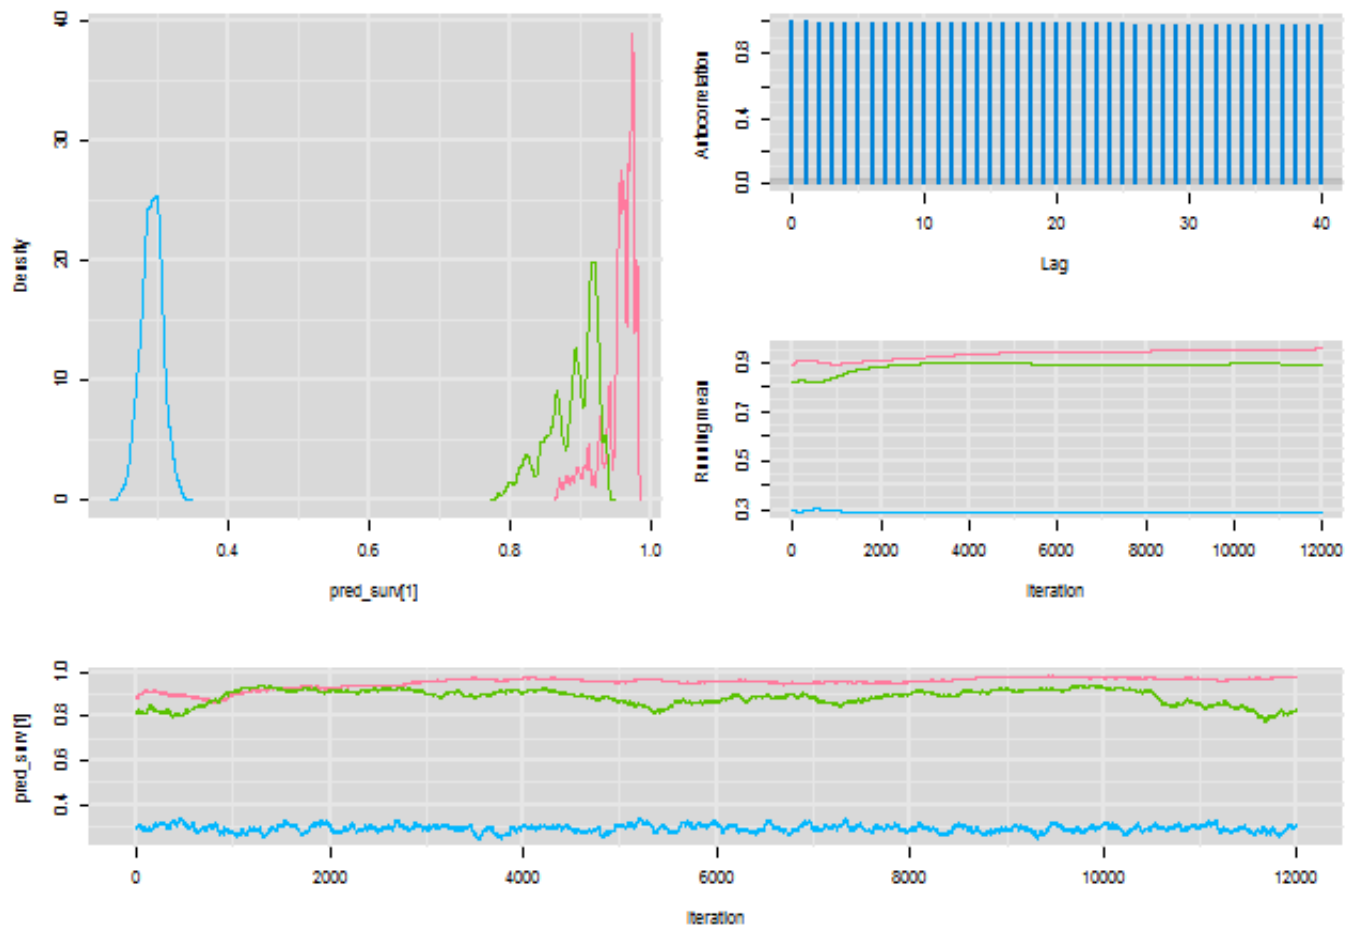 40
30
20
10
0
Density
0.4 0.6 0.8 1.0
pred_surv[1]
0.8
0.4
0.0
Autocorrelation
0 10 20 30 40
Lag
0.9
0.7
0.5
0.3
Running mean
0 2000 4000 6000 8000 10000 12000
Iteration
1.0
0.8
0.6
0.4
pred_surv[1]
0 2000 4000 6000 8000 10000 12000
Iteration